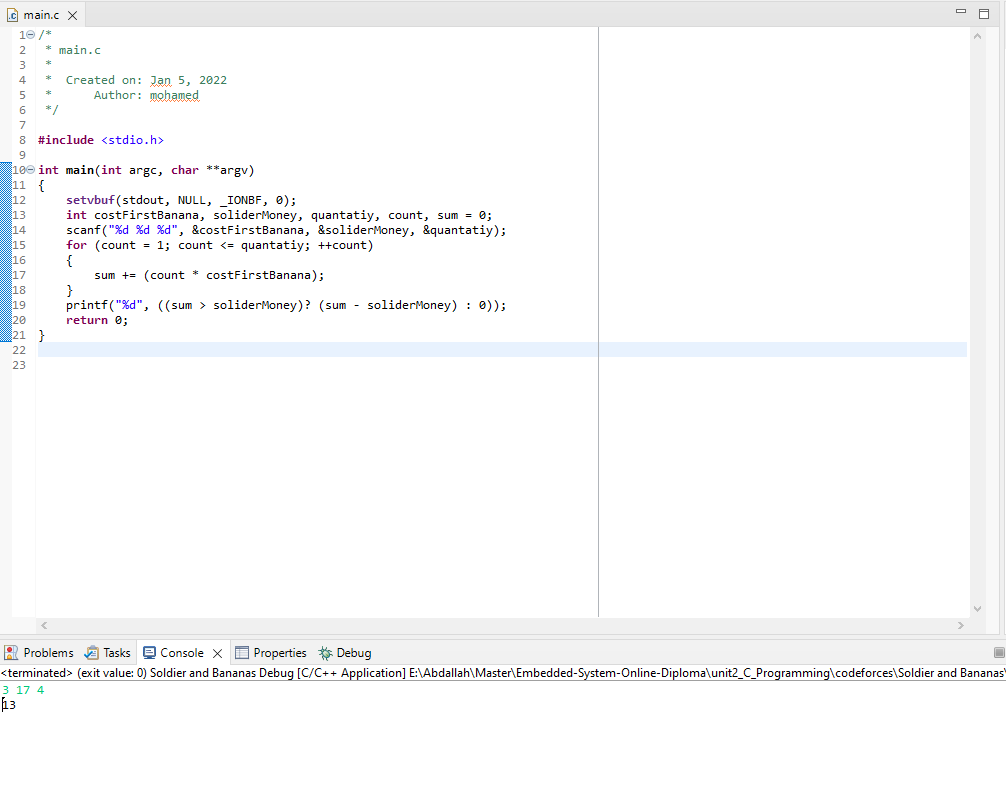 main.c
1 /*
2  * main.c
3  *
4  *  Created on: Jan 5, 2022
5  *      Author: mohamed
6  */
7
8 #include <stdio.h>
9
10 int main(int argc, char **argv)
11 {
12     setvbuf(stdout, NULL, _IONBF, 0);
13     int costFirstBanana, soliderMoney, quantatiy, count, sum = 0;
14     scanf("%d %d %d", &costFirstBanana, &soliderMoney, &quantatiy);
15     for (count = 1; count <= quantatiy; ++count)
16     {
17         sum += (count * costFirstBanana);
18     }
19     printf("%d", ((sum > soliderMoney)? (sum - soliderMoney) : 0));
20     return 0;
21 }
22
23
Problems Tasks Console Properties Debug
<terminated> (exit value: 0) Soldier and Bananas Debug [C/C++ Application] E:\Abdallah\Master\Embedded-System-Online-Diploma\unit2_C_Programming\codeforces\Soldier and Bananas\
3 17 4
13